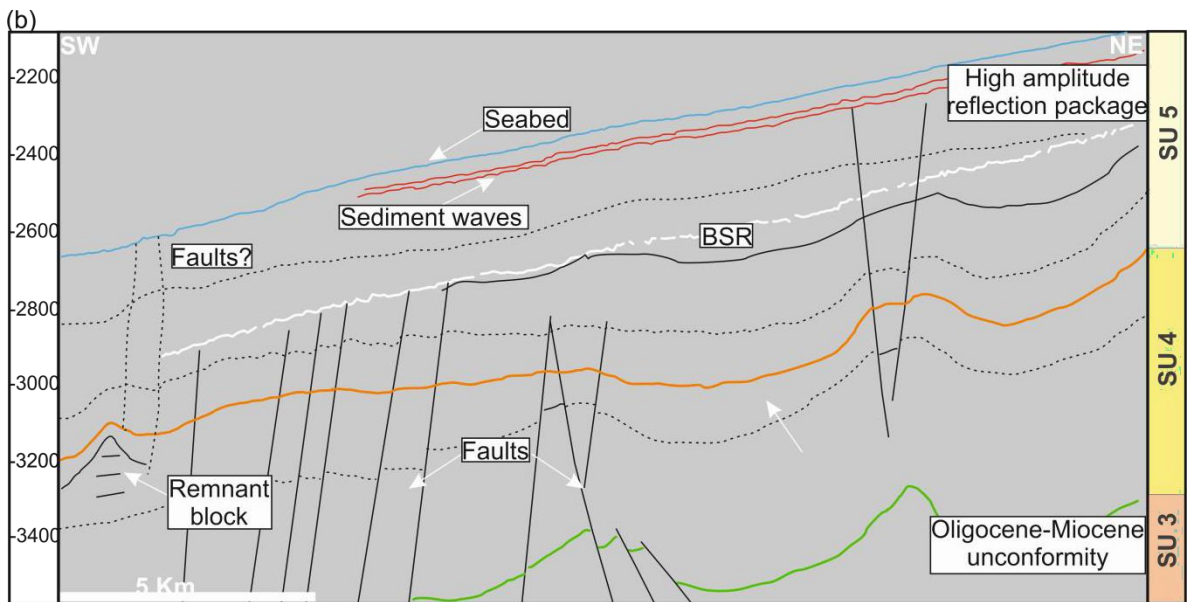 (b)
SW
NE
-2200
-2400
-2600
-2800
-3000
-3200
-3400
High amplitude
reflection package
Seabed
Sediment waves
Faults?
BSR
Faults
Remnant
block
Oligocene-Miocene
unconformity
5 Km
SU 5
SU 4
SU.3